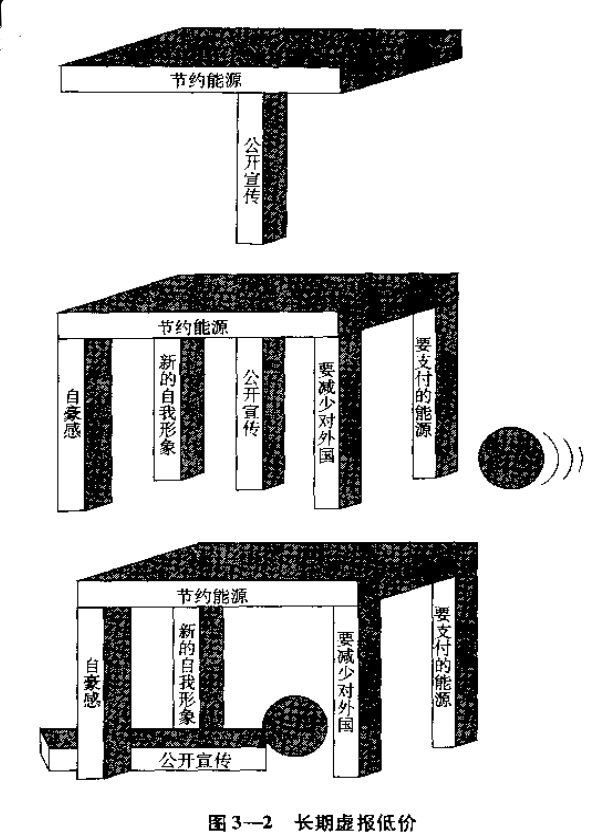 节约能源
公开宣传
节约能源
自豪感
新的自我形象
公开宣传
要减少对外国
要支付的能源
节约能源
自豪感
新的自我形象
要减少对外国
要支付的能源
公开宣传
图3—2 长期虚报低价